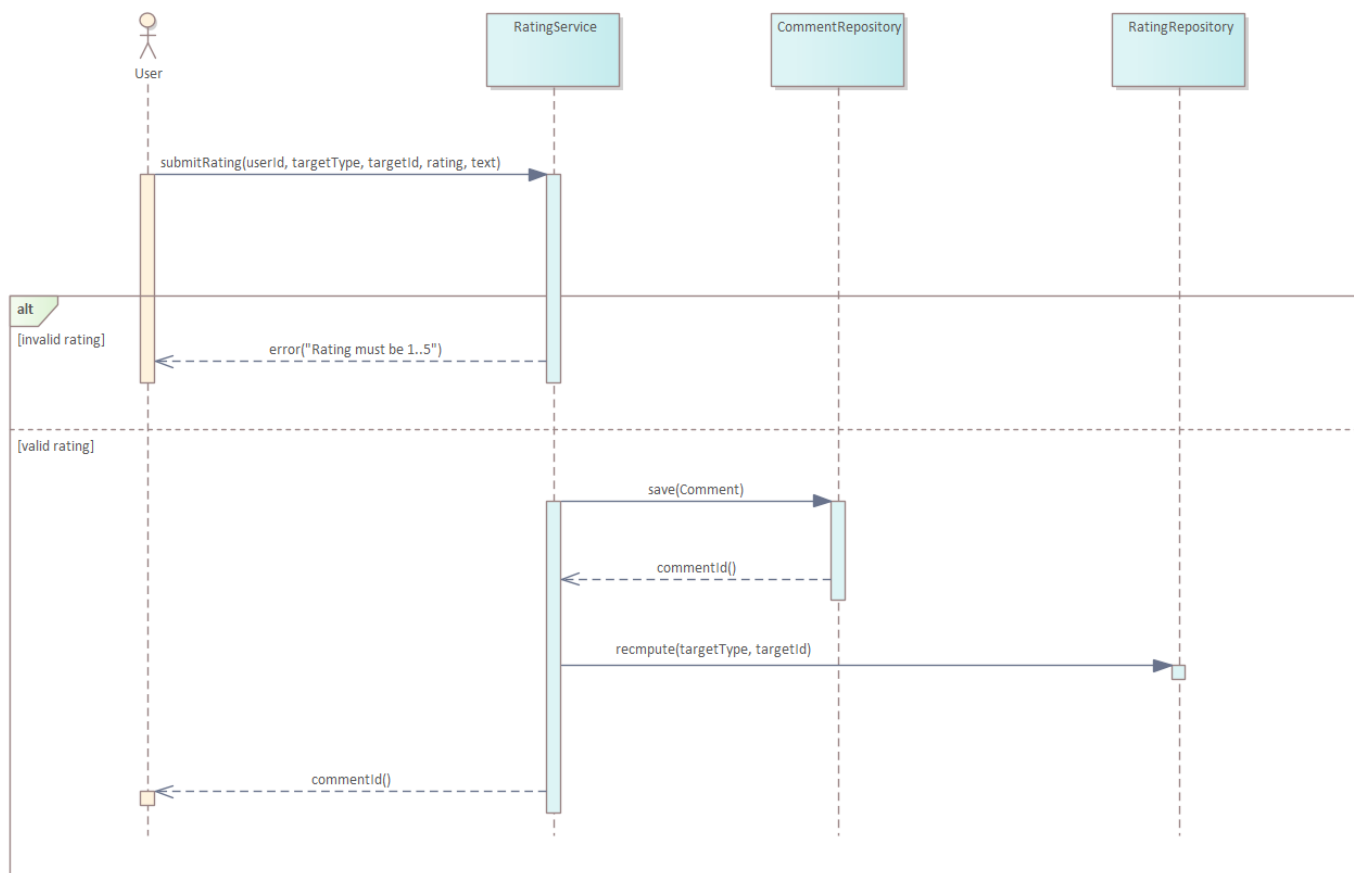 User
RatingService
CommentRepository
RatingRepository
submitRating(userId, targetType, targetId, rating, text)
alt
[invalid rating]
error("Rating must be 1..5")
[valid rating]
save(Comment)
commentId()
recmpute(targetType, targetId)
commentId()